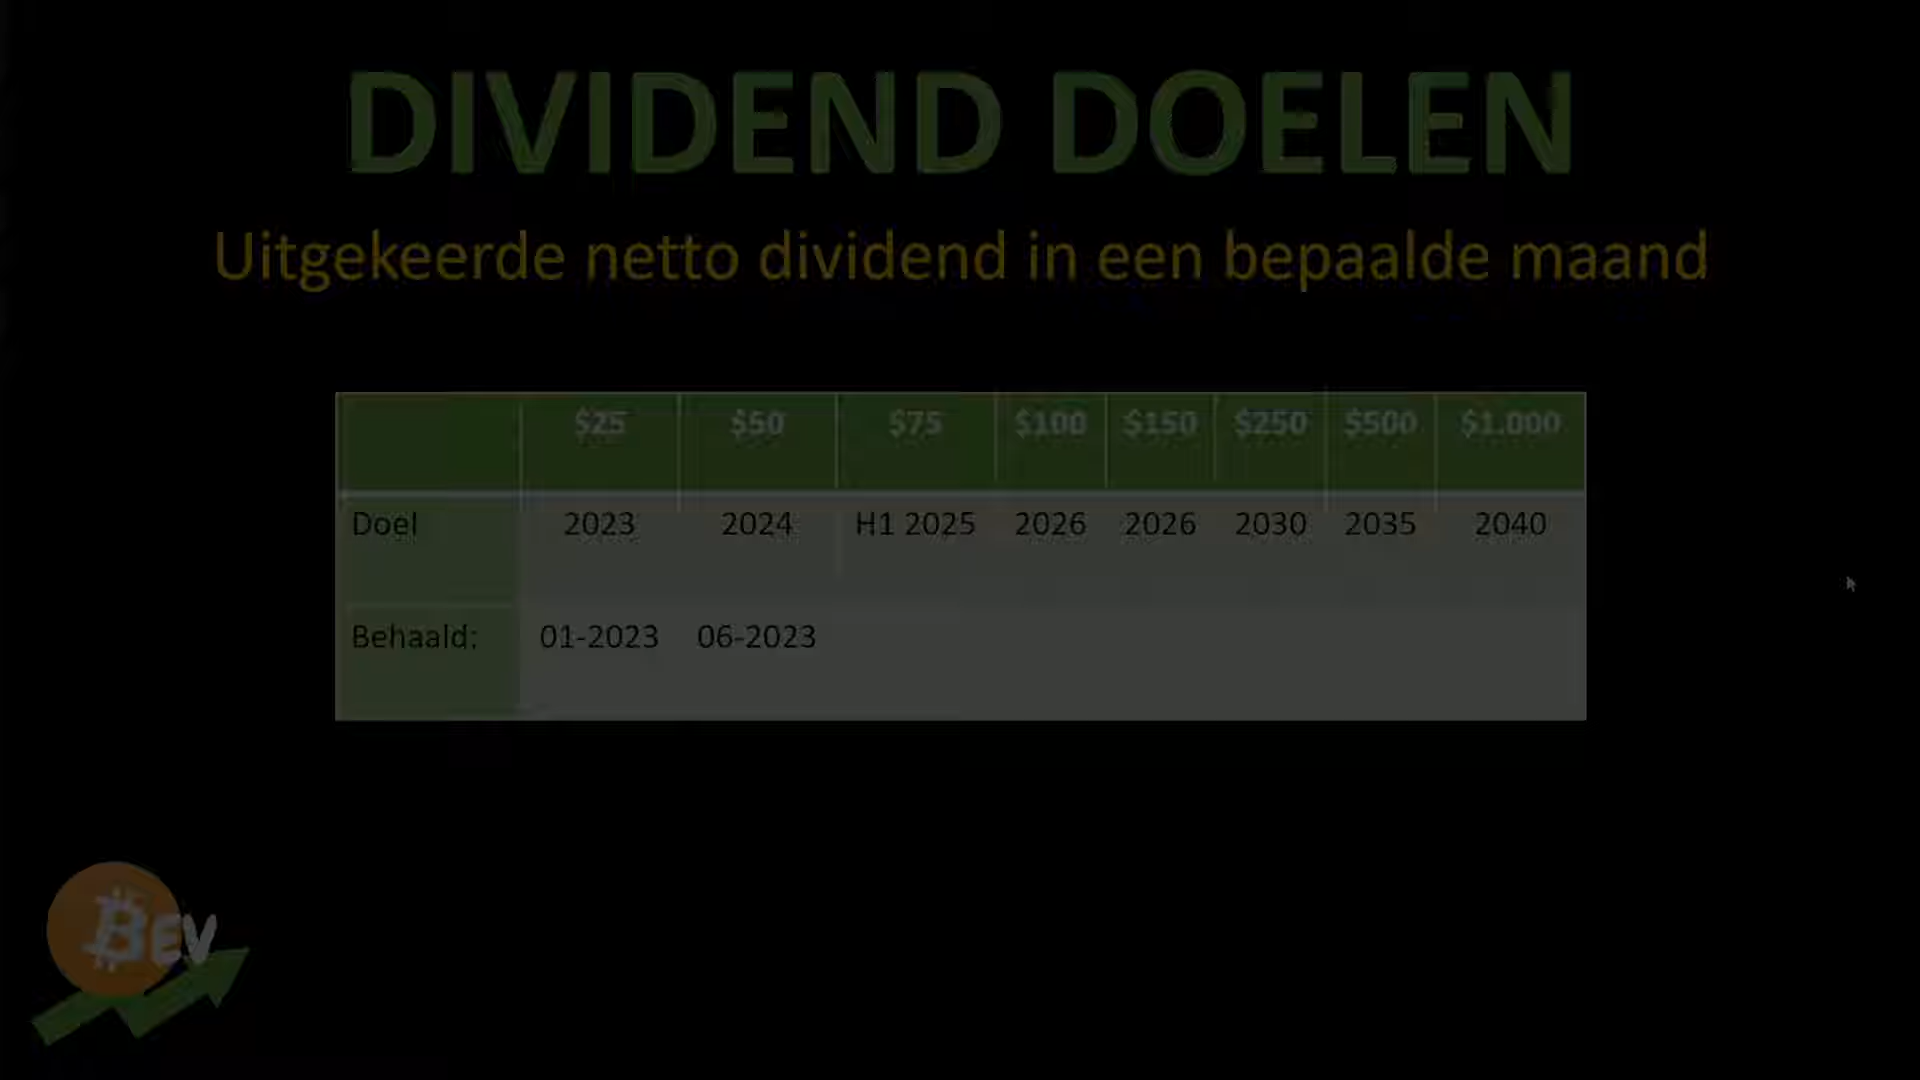 DIVIDEND DOELEN
Uitgekeerde netto dividend in een bepaalde maand
$25 $50 $75 $100 $150 $250 $500 $1.000
Doel 2023 2024 H1 2025 2026 2026 2030 2035 2040
Behaald: 01-2023 06-2023
BEV